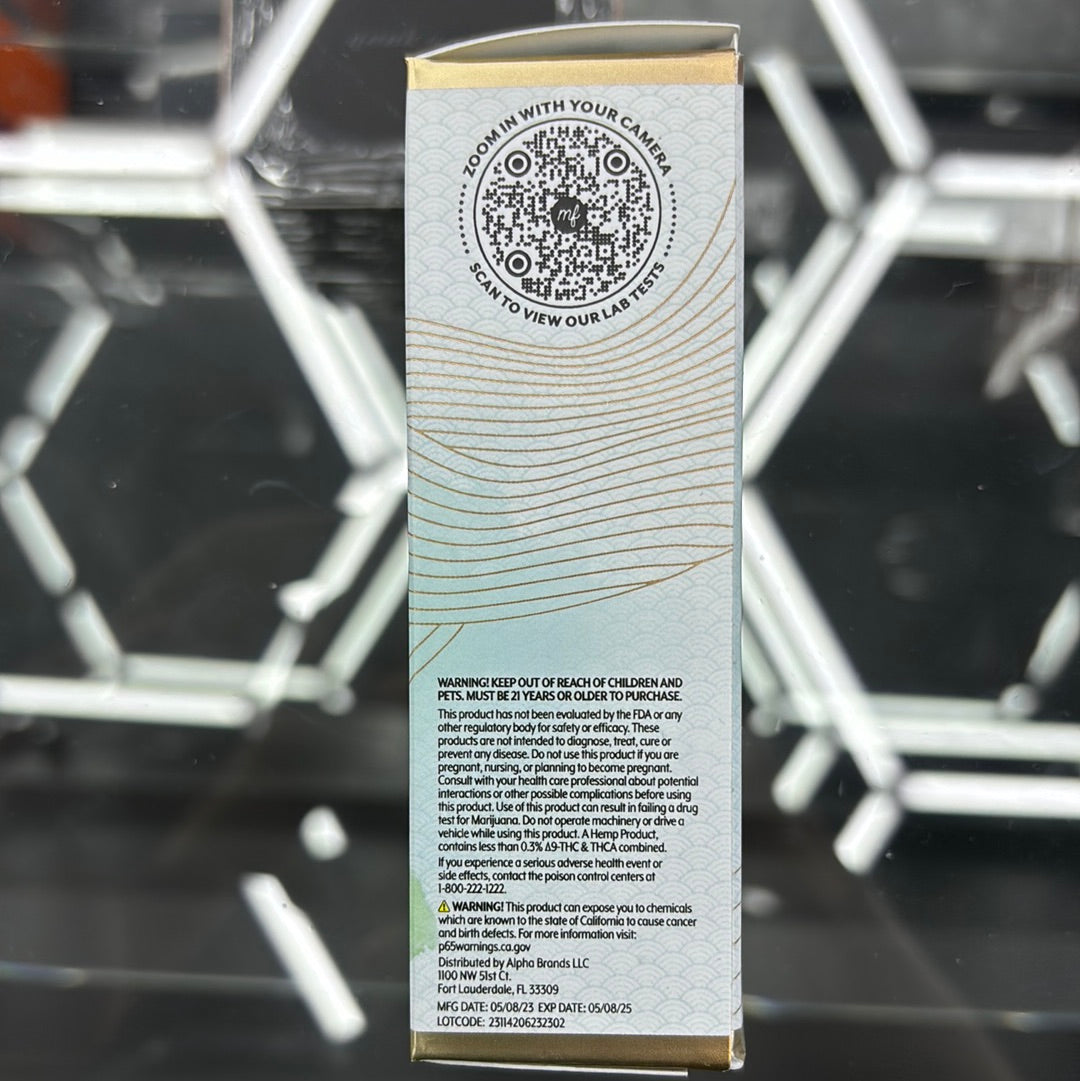 ZOOM IN WITH YOUR CAMERA
mf
SCAN TO VIEW OUR LAB TESTS
WARNING! KEEP OUT OF REACH OF CHILDREN AND
PETS. MUST BE 21 YEARS OR OLDER TO PURCHASE.
This product has not been evaluated by the FDA or any
other regulatory body for safety or efficacy. These
products are not intended to diagnose, treat, cure or
prevent any disease. Do not use this product if you are
pregnant, nursing, or planning to become pregnant.
Consult with your health care professional about potential
interactions or other possible complications before using
this product. Use of this product can result in failing a drug
test for Marijuana. Do not operate machinery or drive a
vehicle while using this product. A Hemp Product,
contains less than 0.3% Δ9-THC & THCA combined.
If you experience a serious adverse health event or
side effects, contact the poison control centers at
1-800-222-1222.
⚠ WARNING! This product can expose you to chemicals
which are known to the state of California to cause cancer
and birth defects. For more information visit:
p65warnings.ca.gov
Distributed by Alpha Brands LLC
1100 NW 51st Ct.
Fort Lauderdale, FL 33309
MFG DATE: 05/08/23 EXP DATE: 05/08/25
LOTCODE: 23114206232302